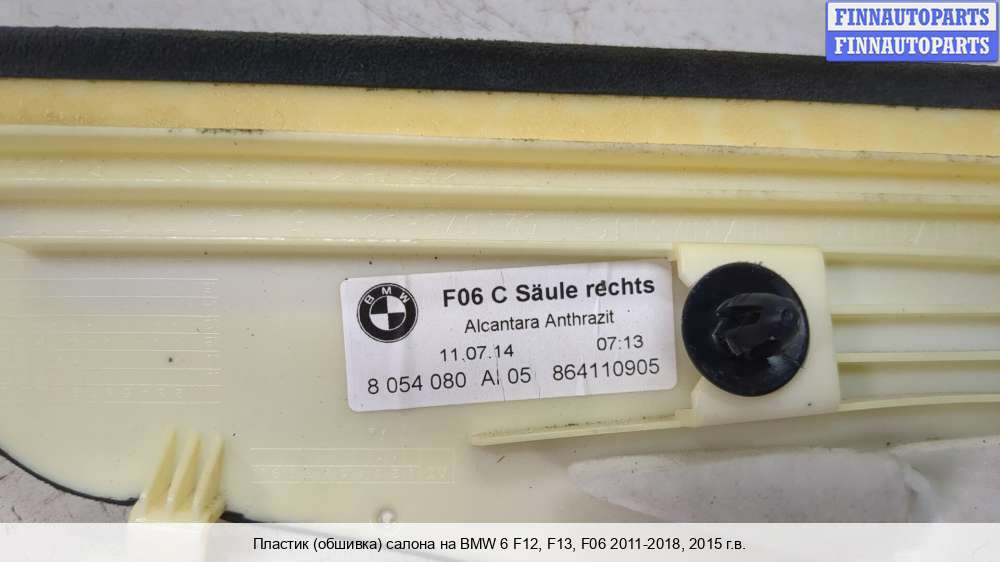 FINNAUTOPARTS
FINNAUTOPARTS
BMW
F06 C Säule rechts
Alcantara Anthrazit
11.07.14 07:13
8 054 080 AI 05 864110905
Пластик (обшивка) салона на BMW 6 F12, F13, F06 2011-2018, 2015 г.в.